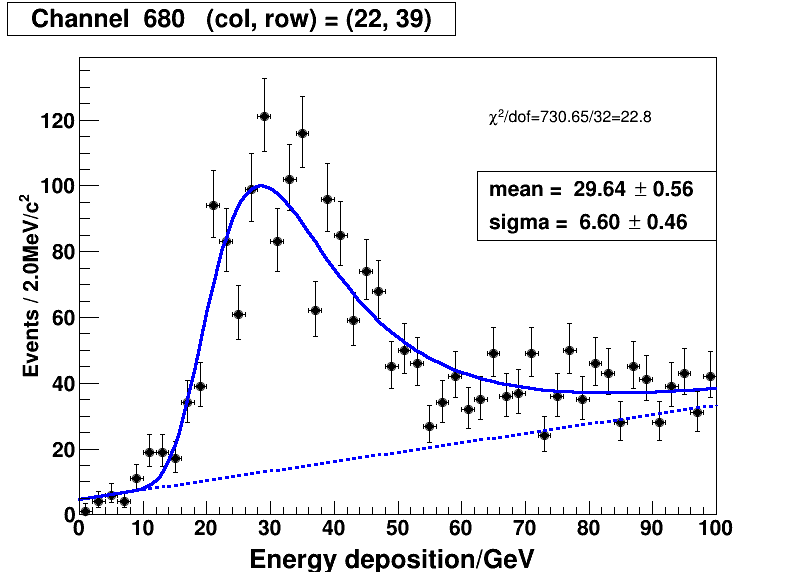 Channel  680   (col, row) = (22, 39)
χ²/dof=730.65/32=22.8
mean =  29.64 ± 0.56
sigma =  6.60 ± 0.46
Events / 2.0MeV/c²
120
100
80
60
40
20
0
0 10 20 30 40 50 60 70 80 90 100
Energy deposition/GeV